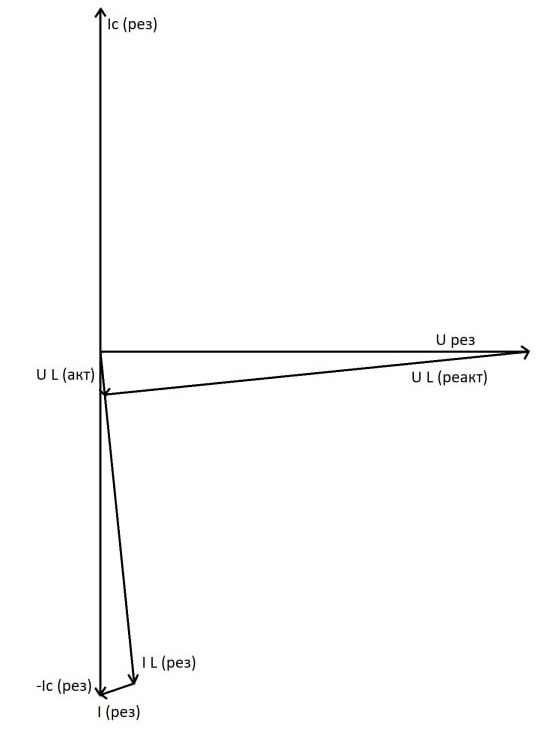 Ic (рез)
U рез
U L (акт)
U L (реакт)
I L (рез)
-Ic (рез)
I (рез)